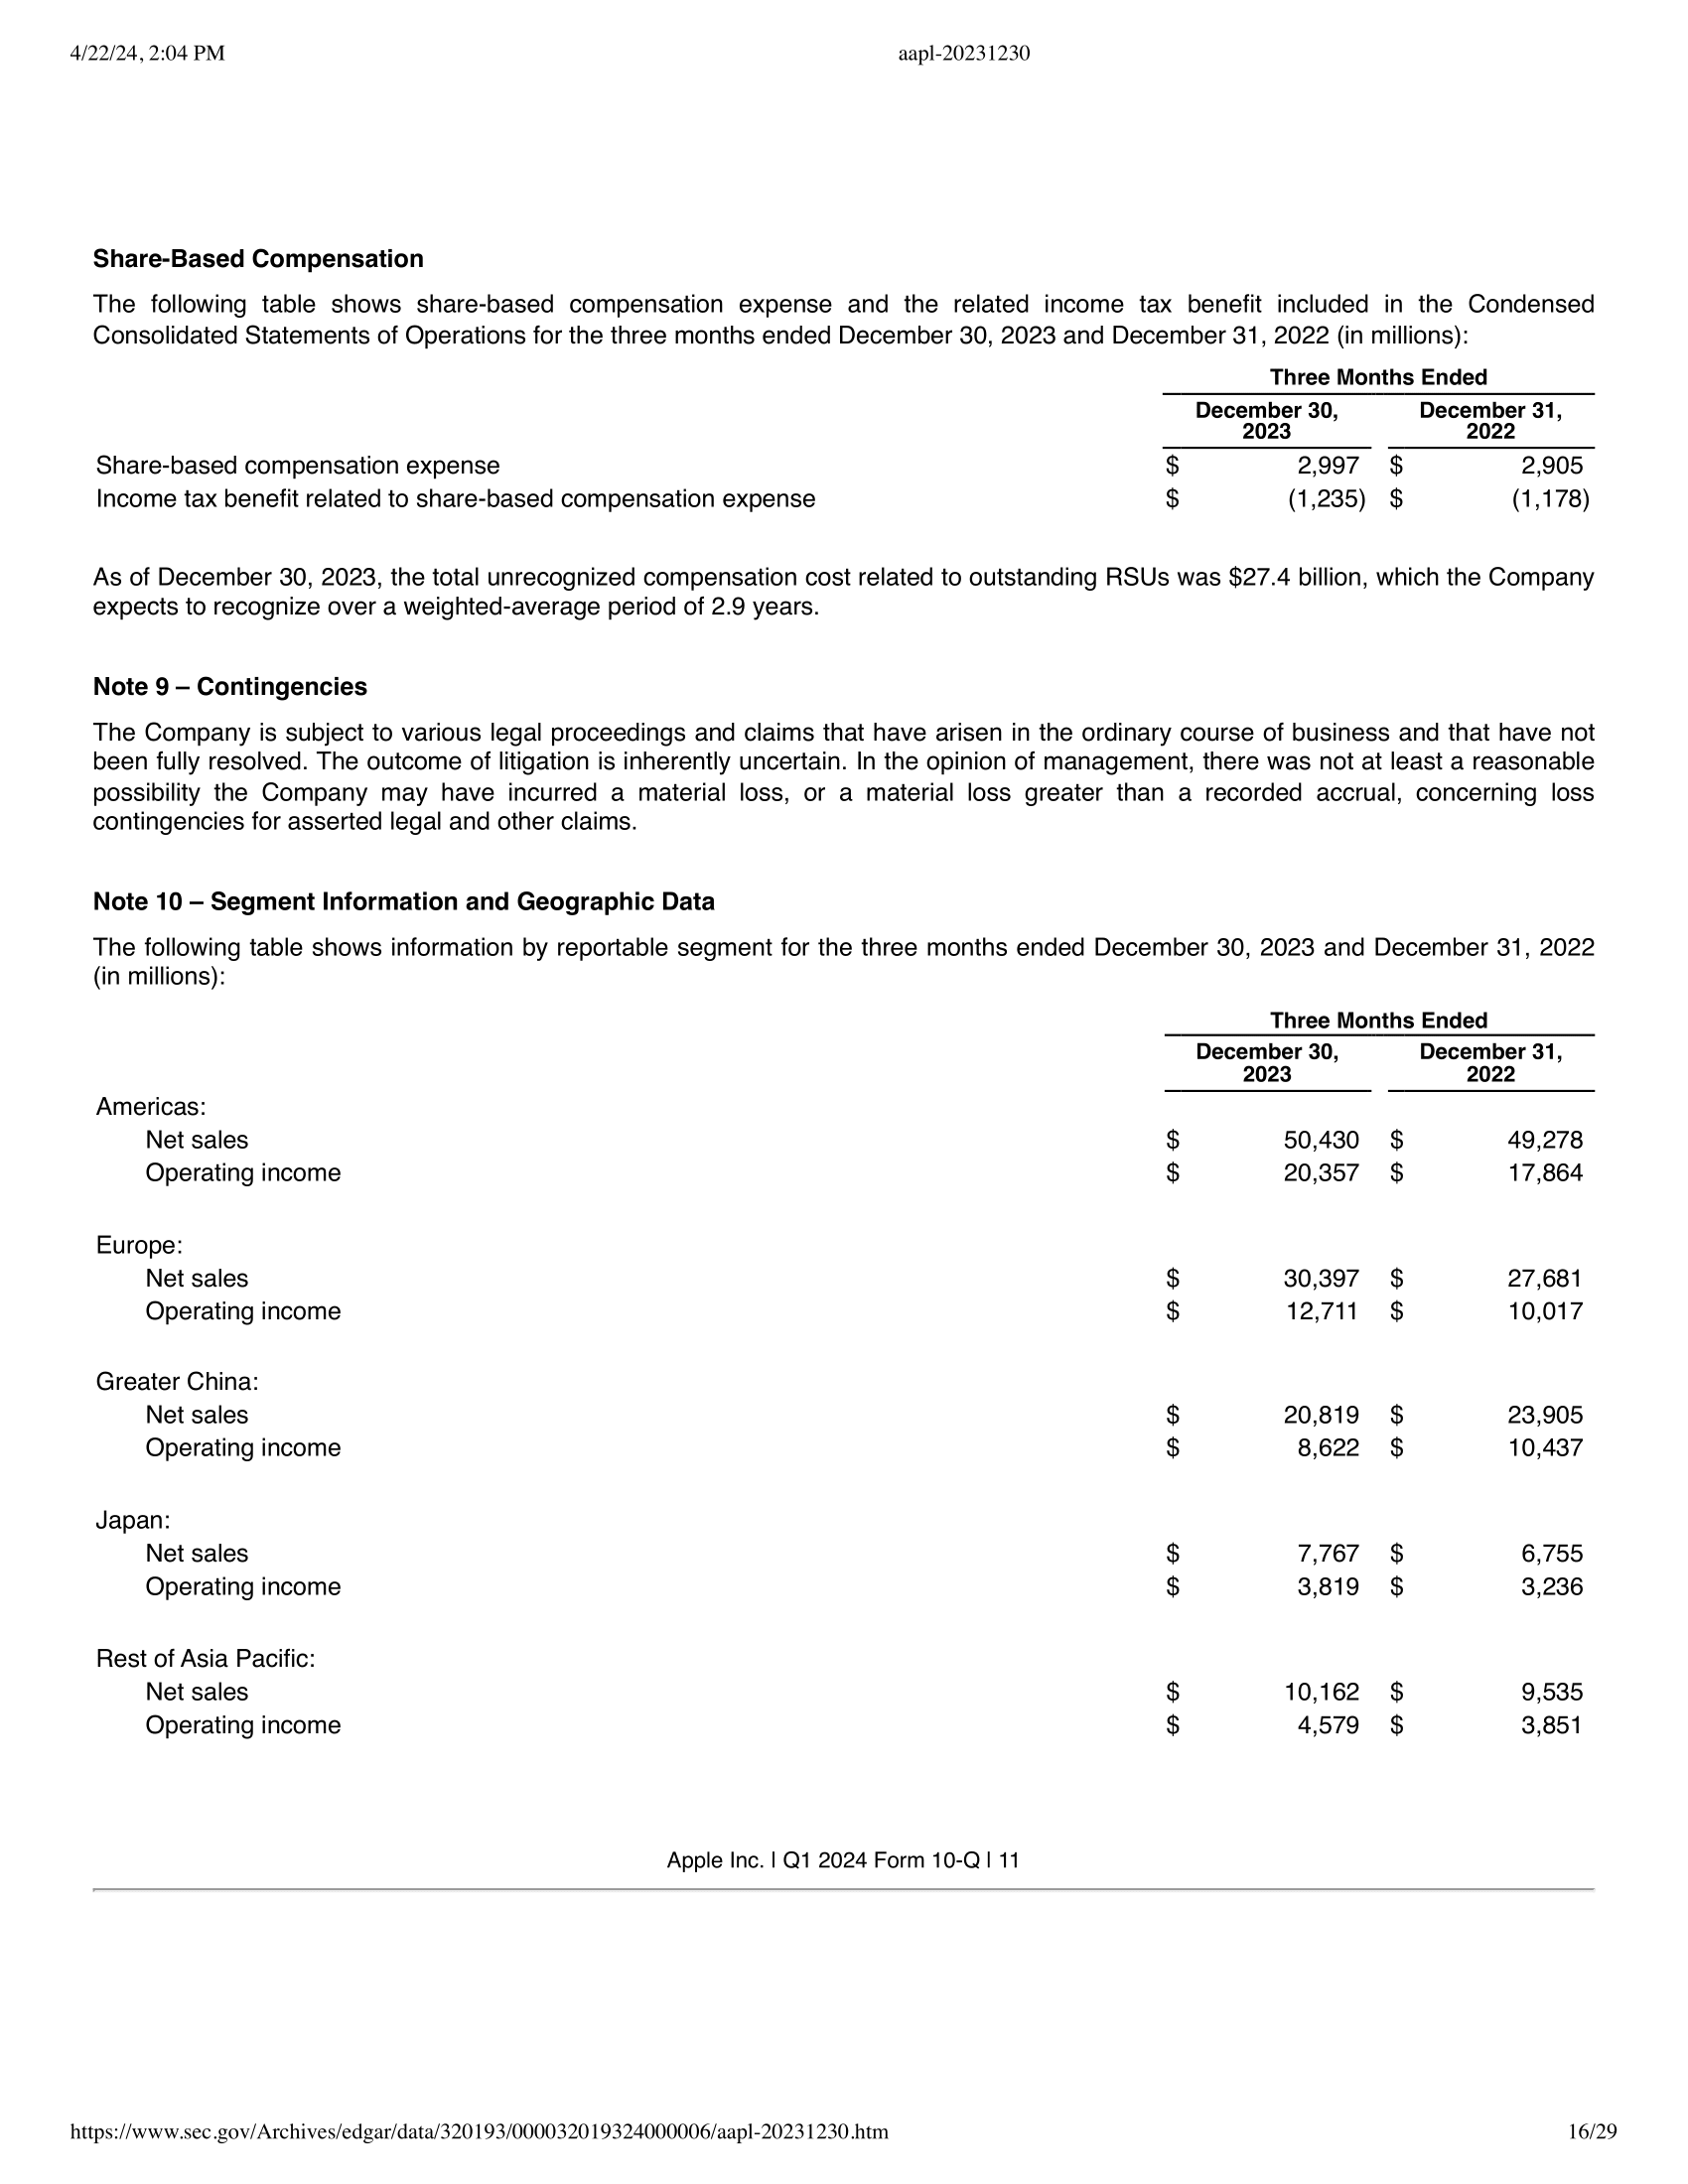 4/22/24, 2:04 PM aapl-20231230
Share-Based Compensation
The following table shows share-based compensation expense and the related income tax benefit included in the Condensed
Consolidated Statements of Operations for the three months ended December 30, 2023 and December 31, 2022 (in millions):
Three Months Ended
December 30, 2023 December 31, 2022
Share-based compensation expense $ 2,997 $ 2,905
Income tax benefit related to share-based compensation expense $ (1,235) $ (1,178)
As of December 30, 2023, the total unrecognized compensation cost related to outstanding RSUs was $27.4 billion, which the Company
expects to recognize over a weighted-average period of 2.9 years.
Note 9 – Contingencies
The Company is subject to various legal proceedings and claims that have arisen in the ordinary course of business and that have not
been fully resolved. The outcome of litigation is inherently uncertain. In the opinion of management, there was not at least a reasonable
possibility the Company may have incurred a material loss, or a material loss greater than a recorded accrual, concerning loss
contingencies for asserted legal and other claims.
Note 10 – Segment Information and Geographic Data
The following table shows information by reportable segment for the three months ended December 30, 2023 and December 31, 2022
(in millions):
Three Months Ended
December 30, 2023 December 31, 2022
Americas:
Net sales $ 50,430 $ 49,278
Operating income $ 20,357 $ 17,864
Europe:
Net sales $ 30,397 $ 27,681
Operating income $ 12,711 $ 10,017
Greater China:
Net sales $ 20,819 $ 23,905
Operating income $ 8,622 $ 10,437
Japan:
Net sales $ 7,767 $ 6,755
Operating income $ 3,819 $ 3,236
Rest of Asia Pacific:
Net sales $ 10,162 $ 9,535
Operating income $ 4,579 $ 3,851
Apple Inc. | Q1 2024 Form 10-Q | 11
https://www.sec.gov/Archives/edgar/data/320193/000032019324000006/aapl-20231230.htm 16/29